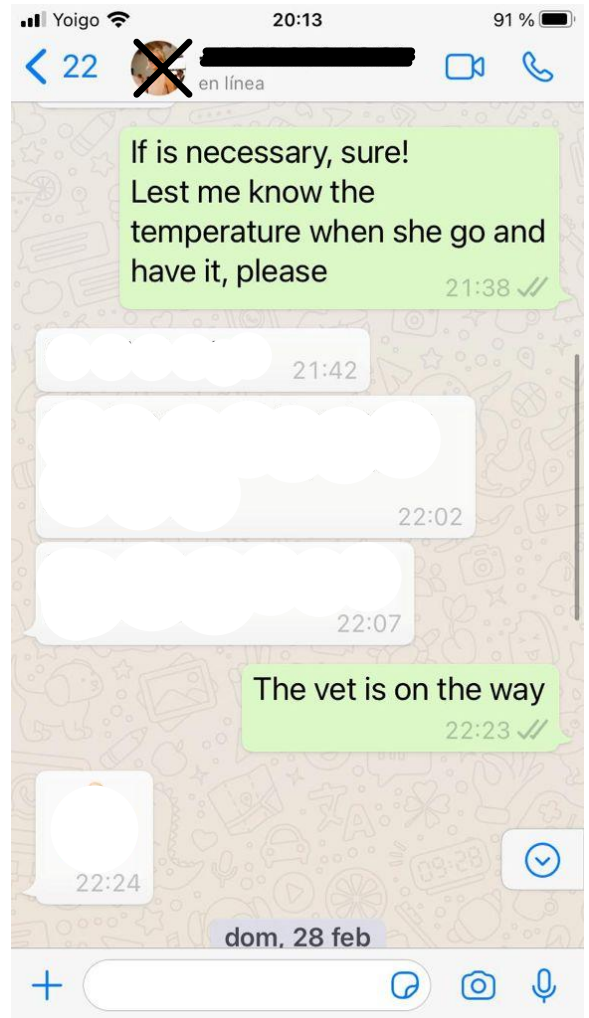 Yoigo 20:13 91 %
22
en línea
If is necessary, sure!
Lest me know the
temperature when she go and
have it, please
21:38
21:42
22:02
22:07
The vet is on the way
22:23
22:24
dom, 28 feb